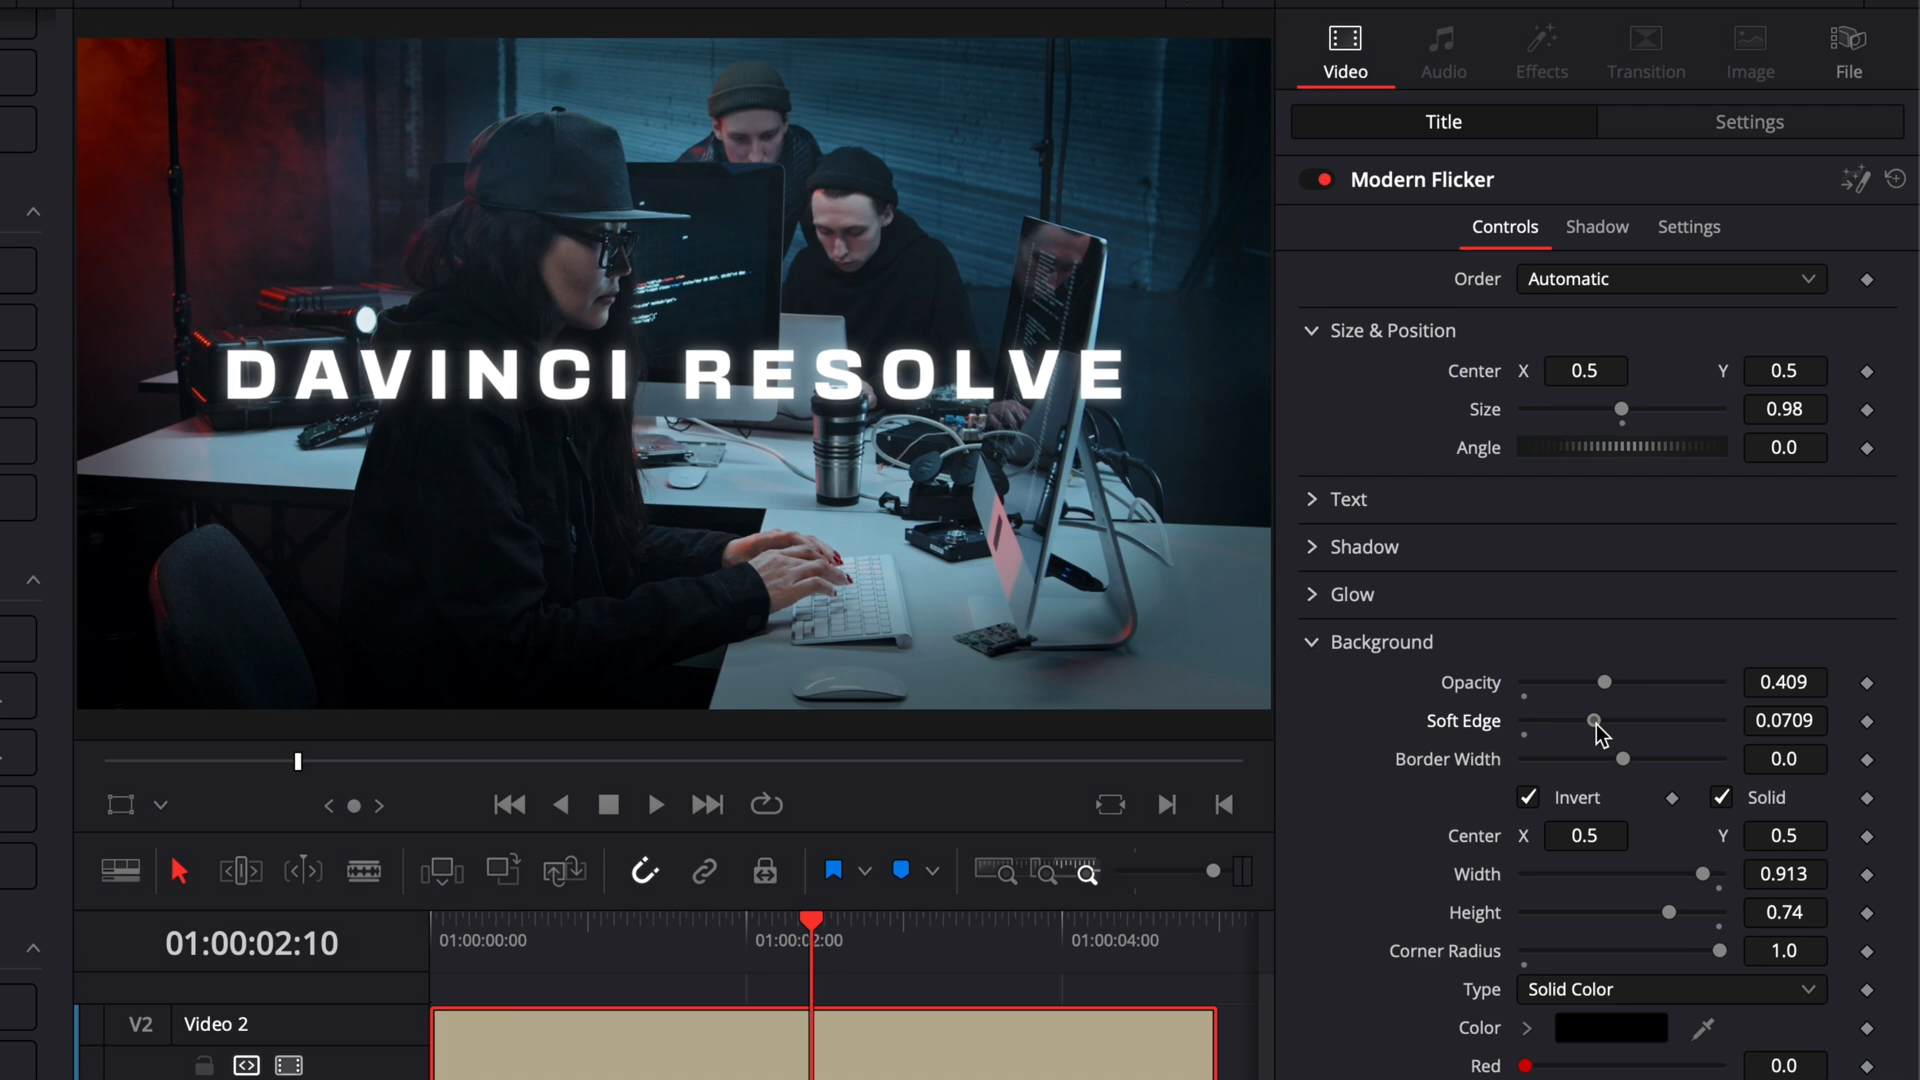 Video
Audio
Effects
Transition
Image
File
Title
Settings
Modern Flicker
Controls
Shadow
Settings
Order
Automatic
Size & Position
Center X 0.5 Y 0.5
Size 0.98
Angle 0.0
Text
Shadow
Glow
Background
Opacity 0.409
Soft Edge 0.0709
Border Width 0.0
Invert
Solid
Center X 0.5 Y 0.5
Width 0.913
Height 0.74
Corner Radius 1.0
Type Solid Color
Color
Red 0.0
DAVINCI RESOLVE
01:00:02:10
01:00:00:00
01:00:02:00
01:00:04:00
V2 Video 2